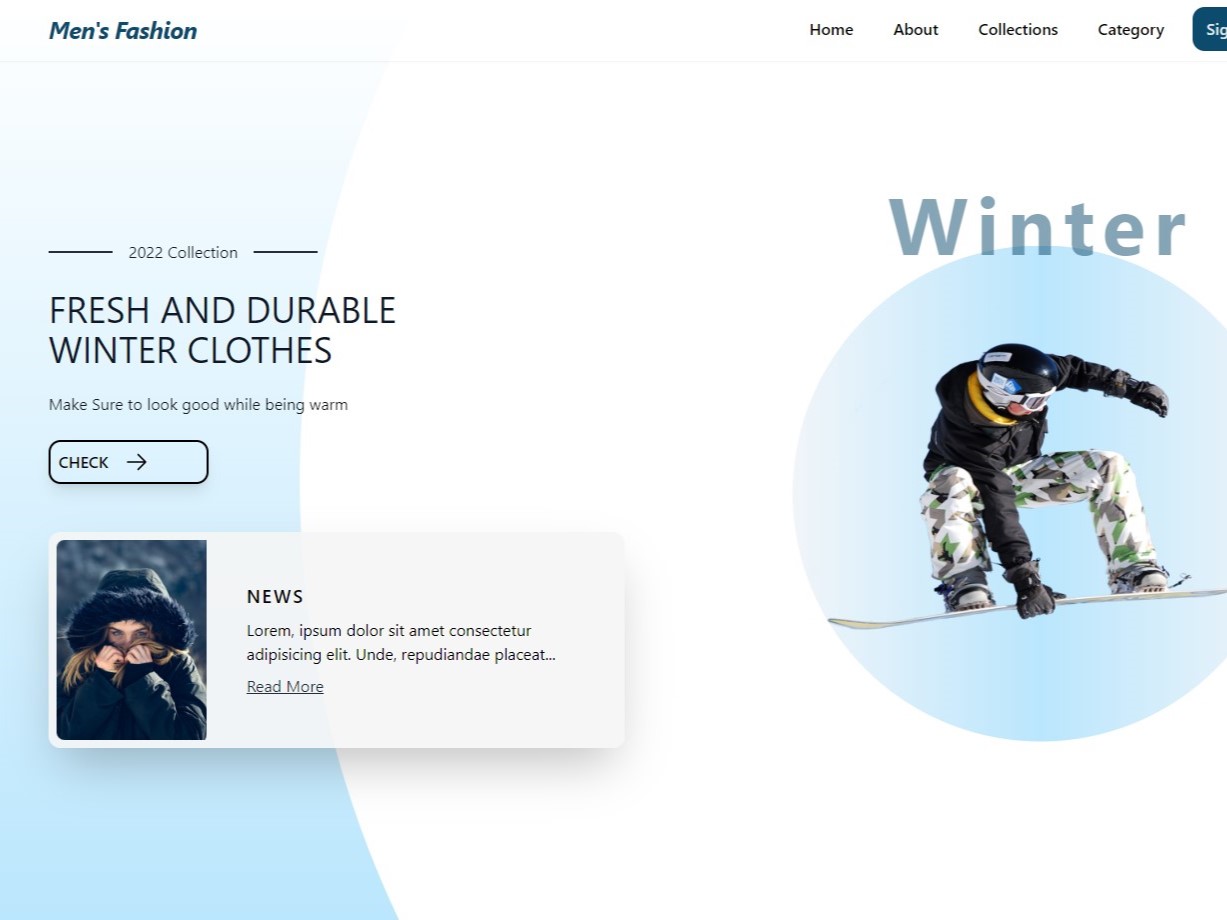 Men's Fashion
Home About Collections Category Sig
Winter
2022 Collection
FRESH AND DURABLE
WINTER CLOTHES
Make Sure to look good while being warm
CHECK
NEWS
Lorem, ipsum dolor sit amet consectetur
adipisicing elit. Unde, repudiandae placeat...
Read More